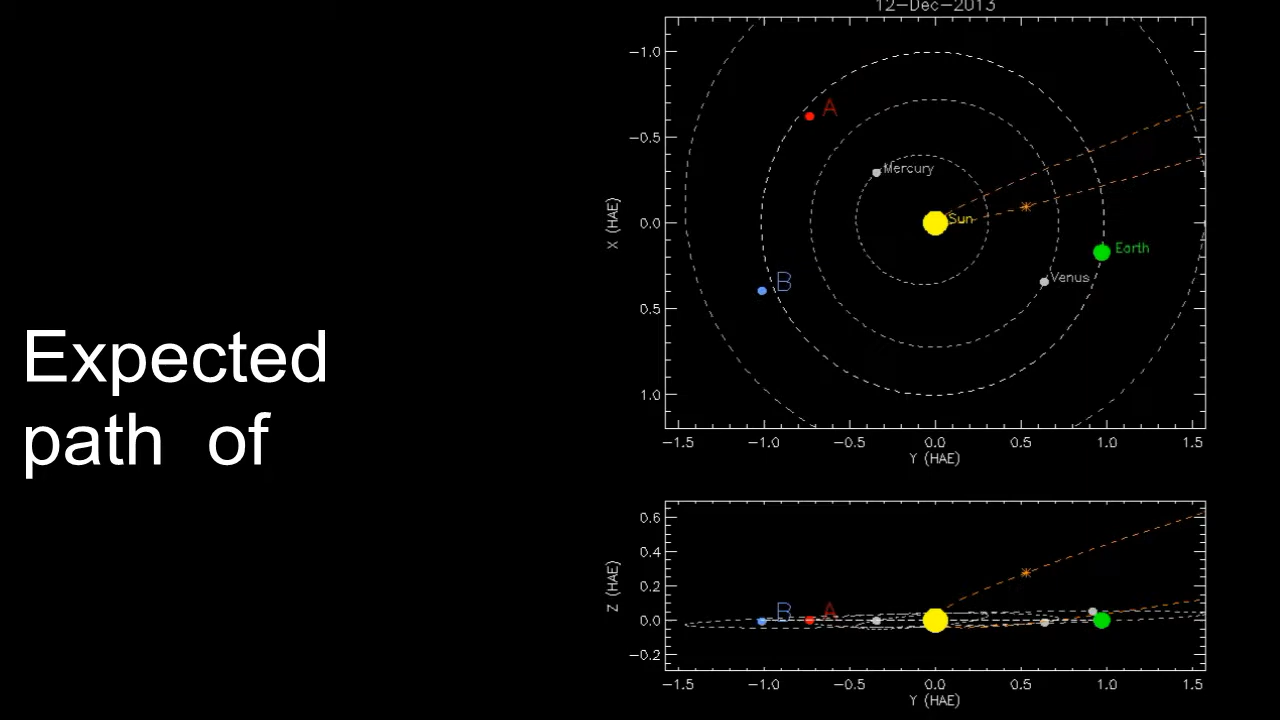 Expected
path of
12-Dec-2013
-1.0
-0.5
0.0
0.5
1.0
X (HAE)
A
Mercury
Sun
Earth
B
Venus
-1.5 -1.0 -0.5 0.0 0.5 1.0 1.5
Y (HAE)
0.6
0.4
0.2
0.0
-0.2
Z (HAE)
B A
-1.5 -1.0 -0.5 0.0 0.5 1.0 1.5
Y (HAE)